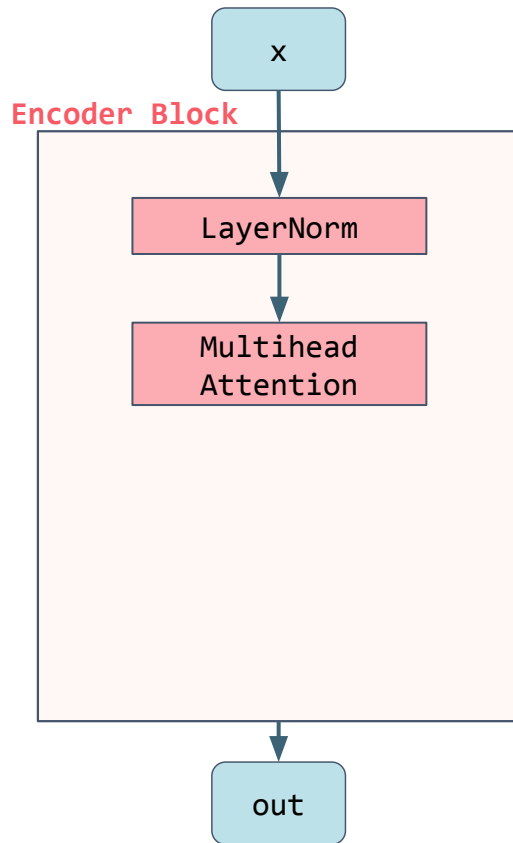 x
Encoder Block
LayerNorm
Multihead
Attention
out